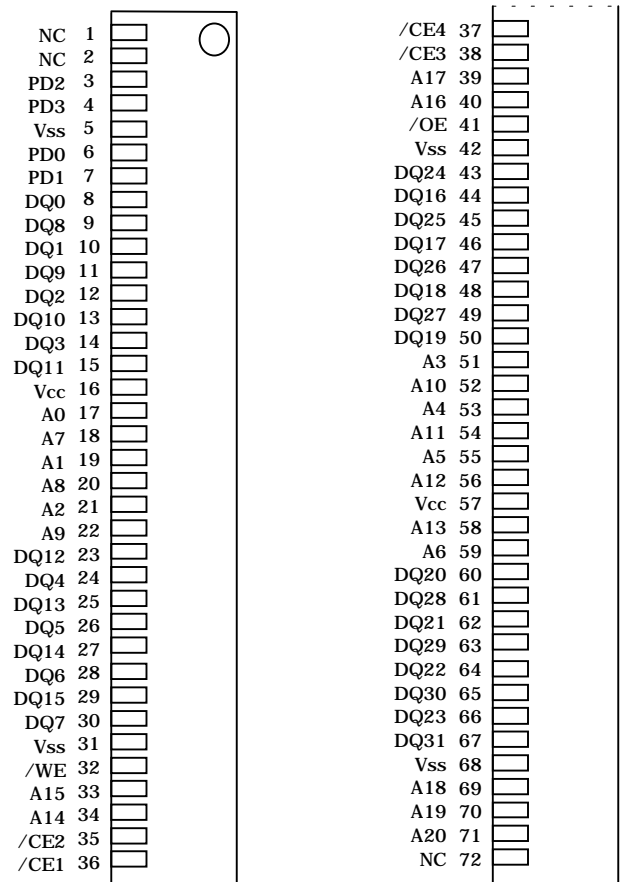 NC 1
NC 2
PD2 3
PD3 4
Vss 5
PD0 6
PD1 7
DQ0 8
DQ8 9
DQ1 10
DQ9 11
DQ2 12
DQ10 13
DQ3 14
DQ11 15
Vcc 16
A0 17
A7 18
A1 19
A8 20
A2 21
A9 22
DQ12 23
DQ4 24
DQ13 25
DQ5 26
DQ14 27
DQ6 28
DQ15 29
DQ7 30
Vss 31
/WE 32
A15 33
A14 34
/CE2 35
/CE1 36
/CE4 37
/CE3 38
A17 39
A16 40
/OE 41
Vss 42
DQ24 43
DQ16 44
DQ25 45
DQ17 46
DQ26 47
DQ18 48
DQ27 49
DQ19 50
A3 51
A10 52
A4 53
A11 54
A5 55
A12 56
Vcc 57
A13 58
A6 59
DQ20 60
DQ28 61
DQ21 62
DQ29 63
DQ22 64
DQ30 65
DQ23 66
DQ31 67
Vss 68
A18 69
A19 70
A20 71
NC 72